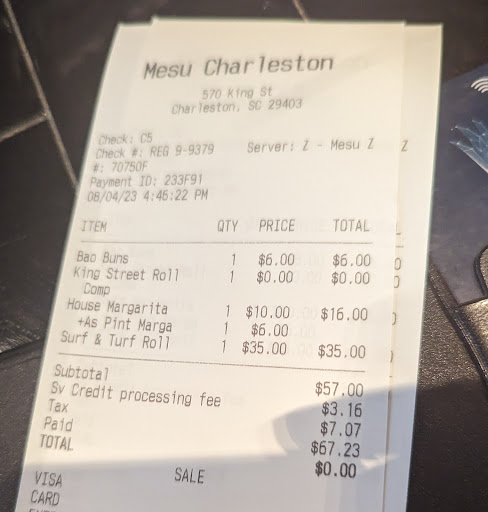 Mesu Charleston
570 King St
Charleston, SC 29403
Check: C5
Check #: REG 9-9379 Server: Z - Mesu Z Z
#: 70750F
Payment ID: 233F91
08/04/23 4:46:22 PM
ITEM QTY PRICE TOTAL
Bao Buns 1 $6.00 $6.00
King Street Roll 1 $0.00 $0.00
Comp
House Margarita 1 $10.00 $16.00
+As Pint Marga 1 $6.00
Surf & Turf Roll 1 $35.00 $35.00
Subtotal $57.00
Sv Credit processing fee $3.16
Tax $7.07
Paid $67.23
TOTAL $0.00
VISA SALE
CARD